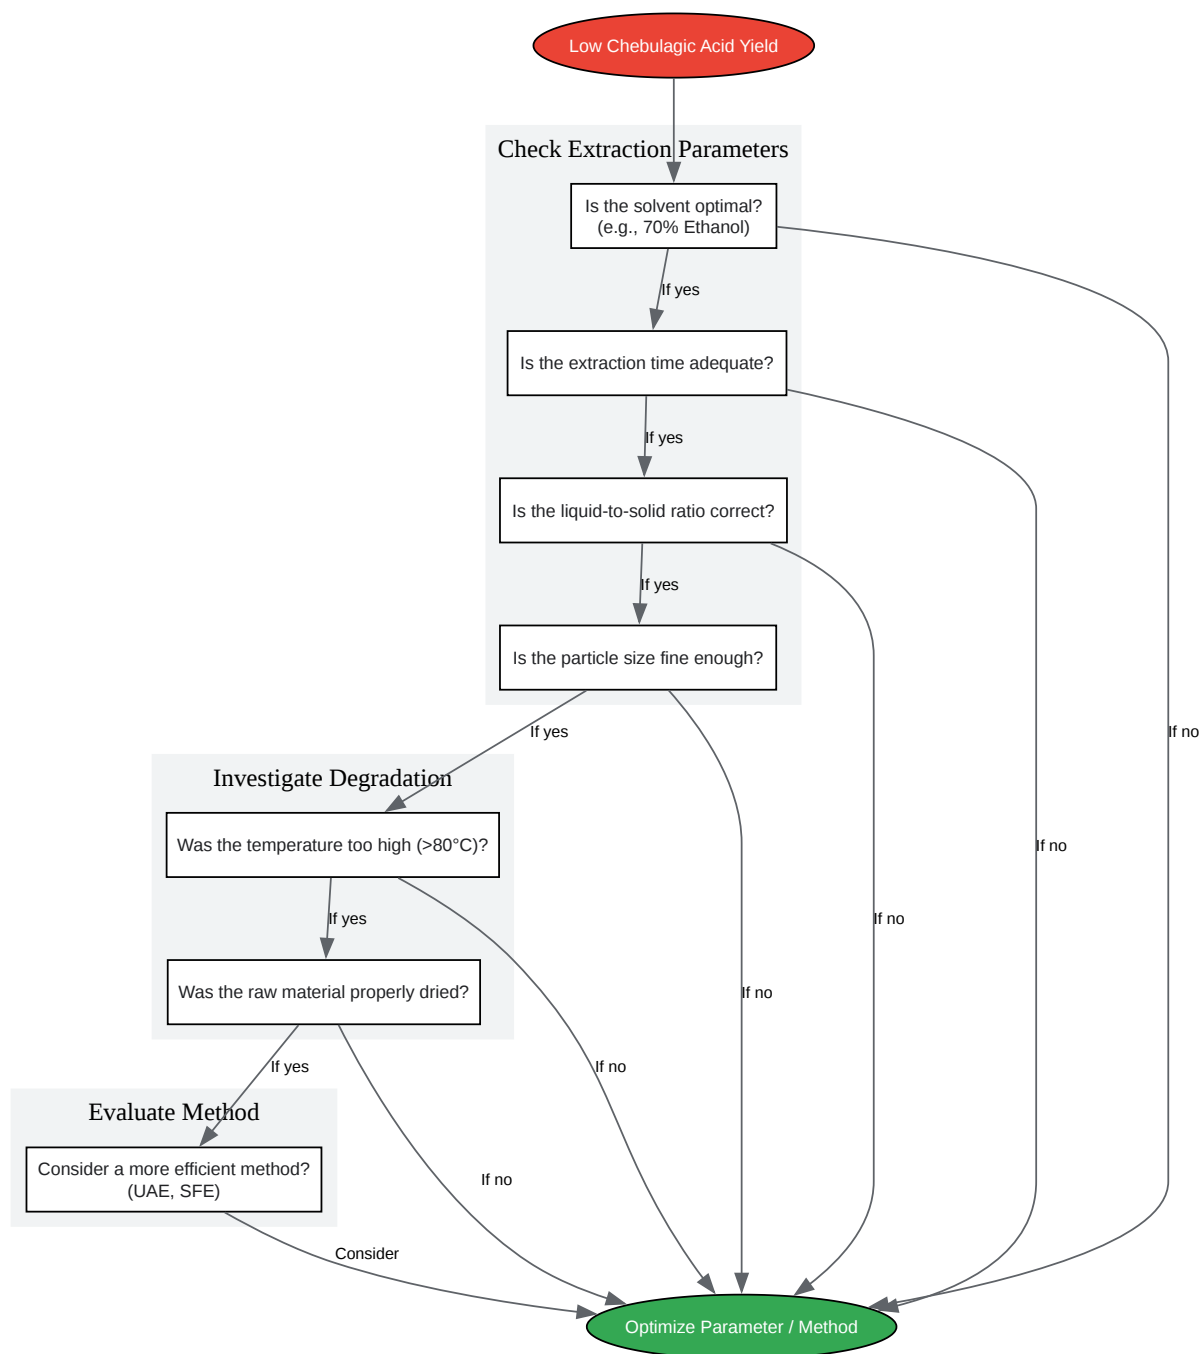 Low Chebulagic Acid Yield
Check Extraction Parameters
Is the solvent optimal?
(e.g., 70% Ethanol)
If yes
Is the extraction time adequate?
If yes
Is the liquid-to-solid ratio correct?
If yes
Is the particle size fine enough?
If yes
If no
Investigate Degradation
Was the temperature too high (>80°C)?
If no
If yes
If no
Was the raw material properly dried?
If no
If yes
If no
Evaluate Method
Consider a more efficient method?
(UAE, SFE)
If no
Consider
Optimize Parameter / Method